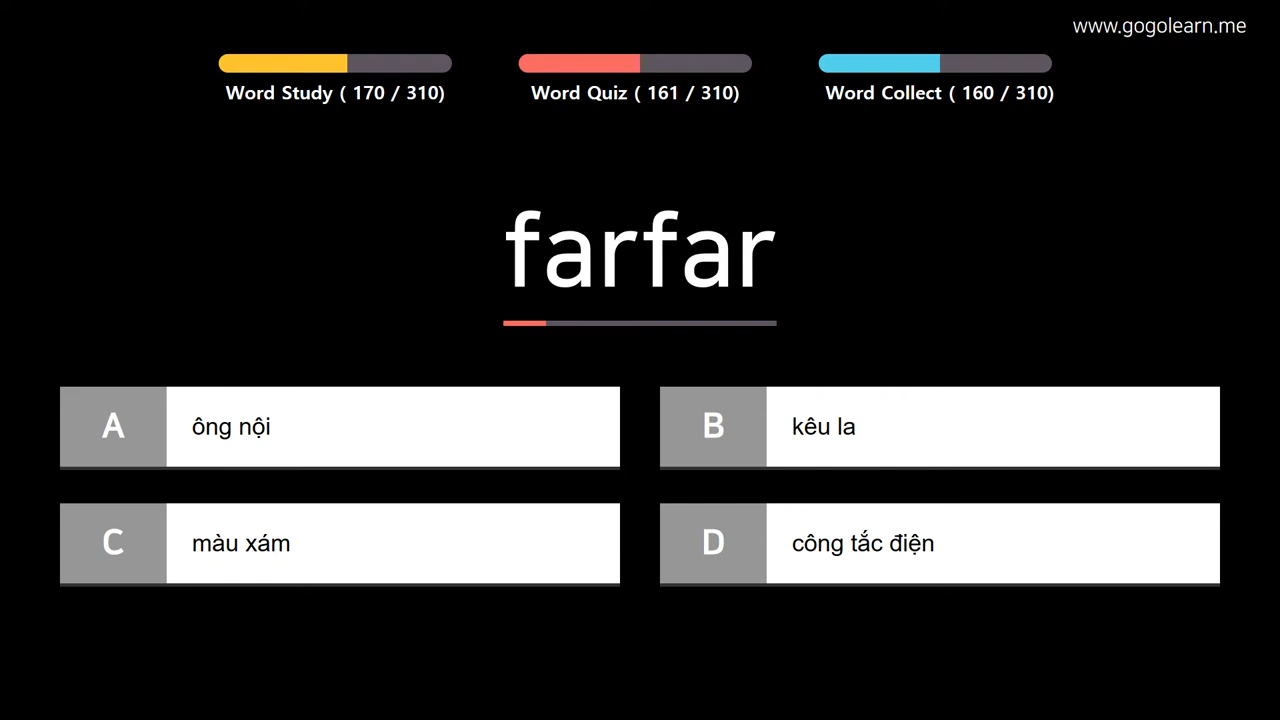 www.gogolearn.me
Word Study ( 170 / 310)
Word Quiz ( 161 / 310)
Word Collect ( 160 / 310)
farfar
A
ông nội
B
kêu la
C
màu xám
D
công tắc điện